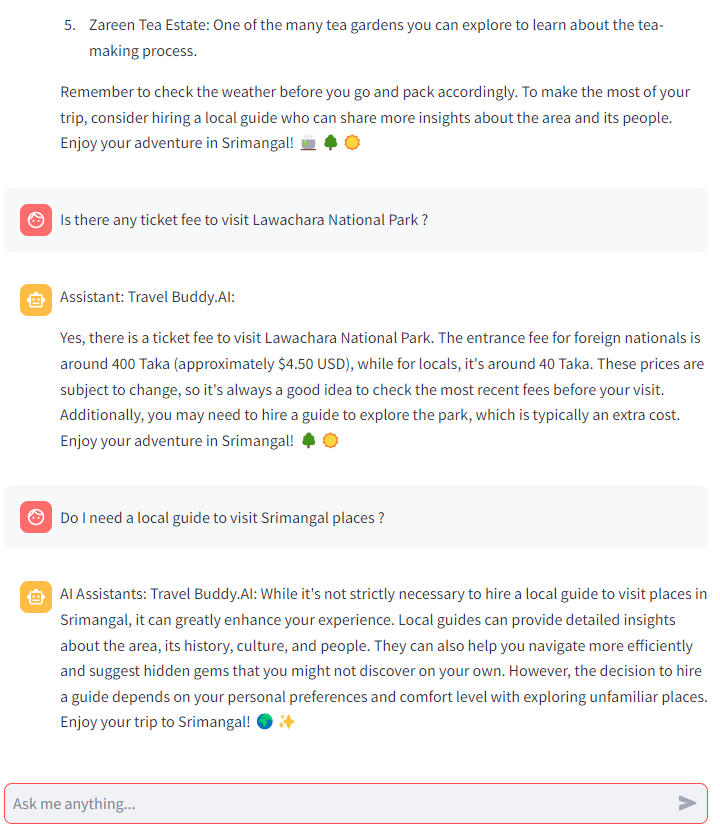 5. Zareen Tea Estate: One of the many tea gardens you can explore to learn about the tea-
making process.
Remember to check the weather before you go and pack accordingly. To make the most of your
trip, consider hiring a local guide who can share more insights about the area and its people.
Enjoy your adventure in Srimangal! 🍵 🌳 🌞
Is there any ticket fee to visit Lawachara National Park ?
Assistant: Travel Buddy.AI:
Yes, there is a ticket fee to visit Lawachara National Park. The entrance fee for foreign nationals is
around 400 Taka (approximately $4.50 USD), while for locals, it's around 40 Taka. These prices are
subject to change, so it's always a good idea to check the most recent fees before your visit.
Additionally, you may need to hire a guide to explore the park, which is typically an extra cost.
Enjoy your adventure in Srimangal! 🌳 🌞
Do I need a local guide to visit Srimangal places ?
AI Assistants: Travel Buddy.AI: While it's not strictly necessary to hire a local guide to visit places in
Srimangal, it can greatly enhance your experience. Local guides can provide detailed insights
about the area, its history, culture, and people. They can also help you navigate more efficiently
and suggest hidden gems that you might not discover on your own. However, the decision to hire
a guide depends on your personal preferences and comfort level with exploring unfamiliar places.
Enjoy your trip to Srimangal! 🌍 ✨
Ask me anything...